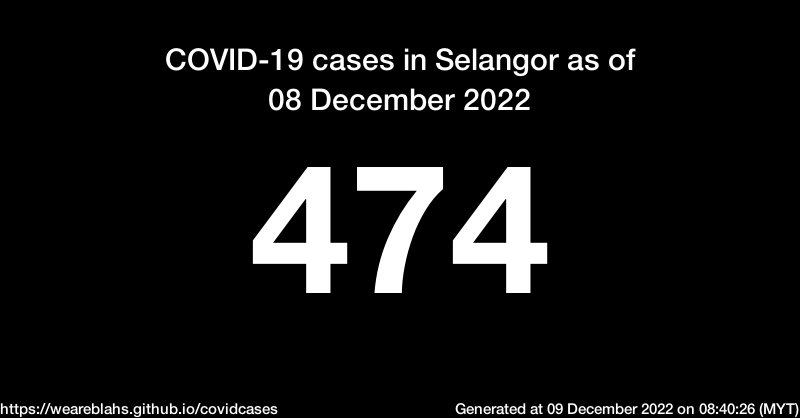 COVID-19 cases in Selangor as of
08 December 2022
474
https://weareblahs.github.io/covidcases
Generated at 09 December 2022 on 08:40:26 (MYT)